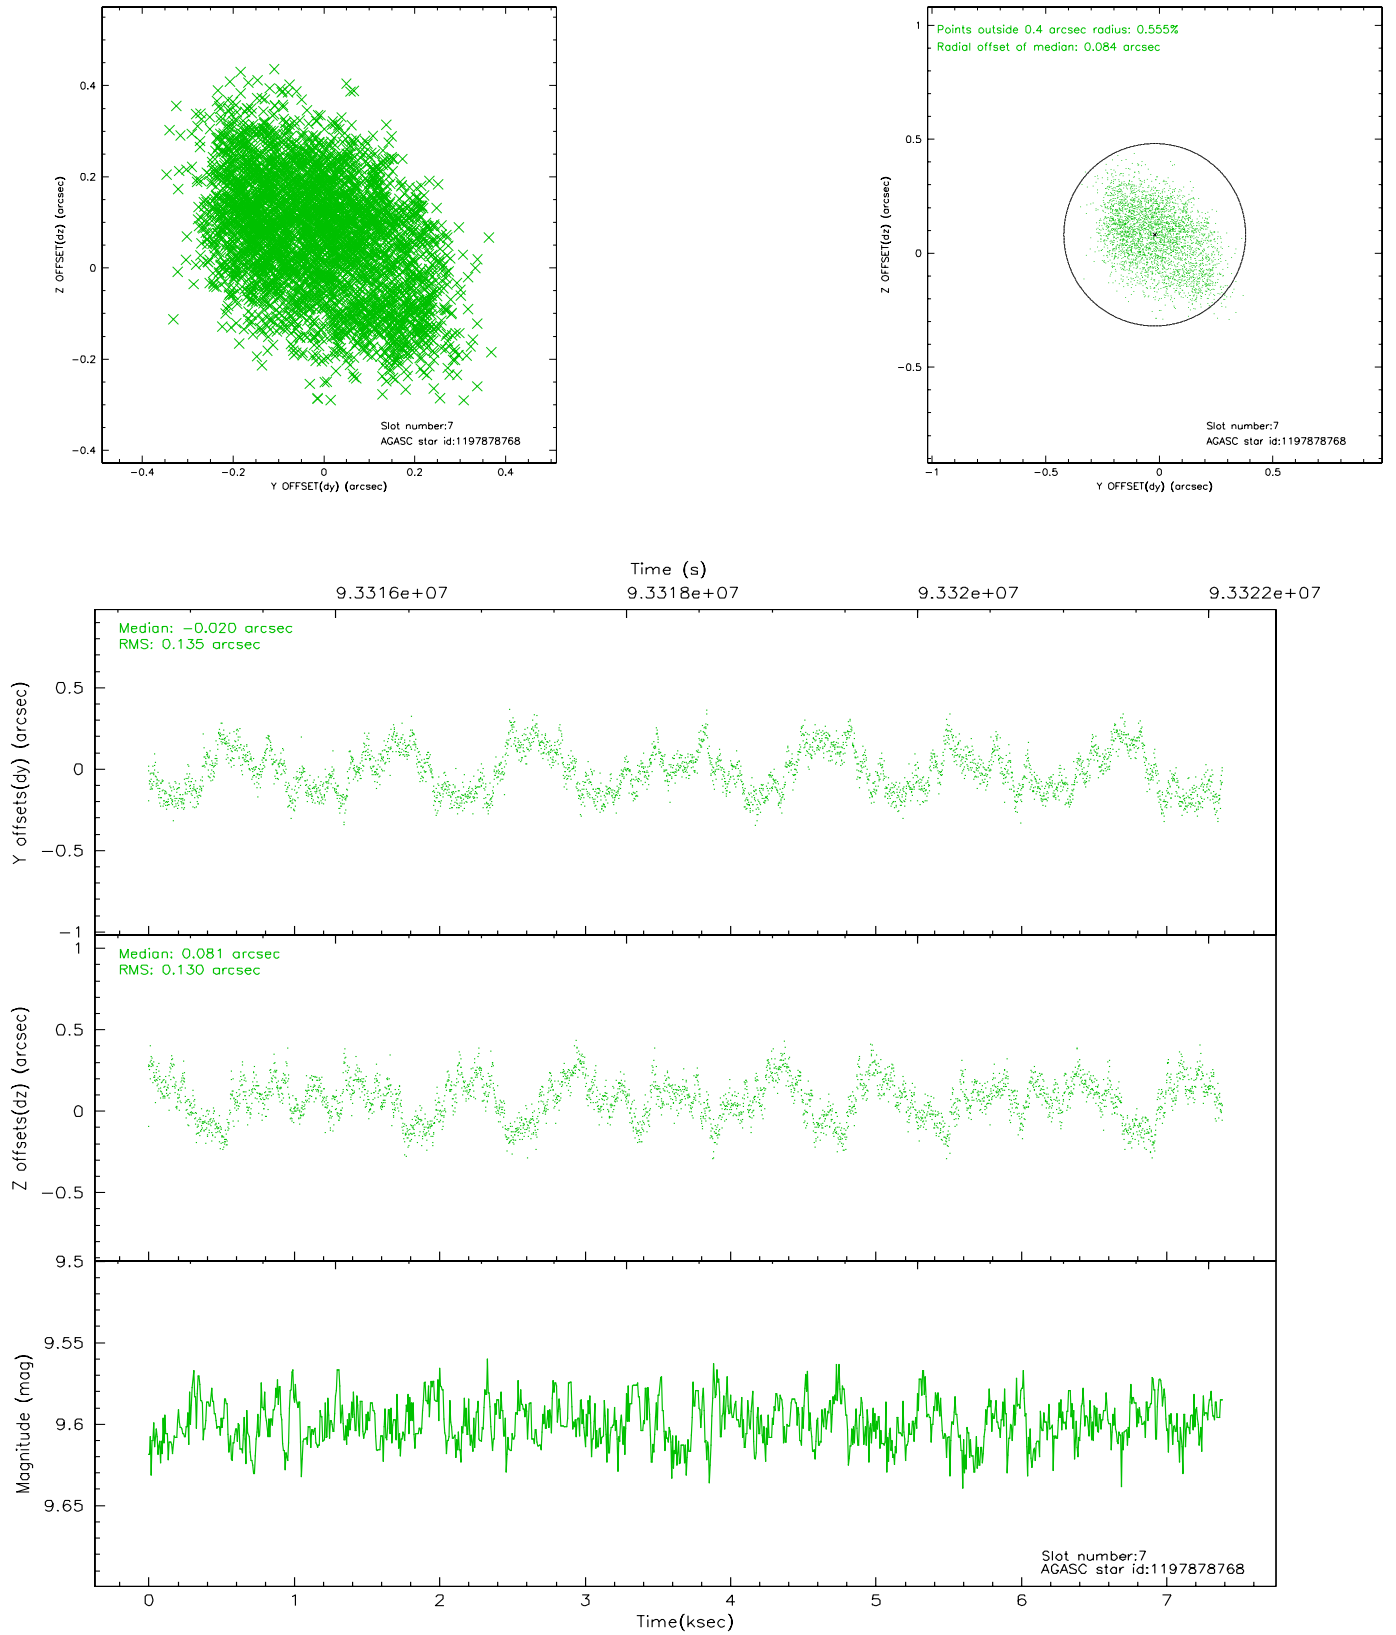 0.4
0.2
0
-0.2
-0.4
Z OFFSET(dz) (arcsec)
Slot number:7
AGASC star id:1197878768
-0.4 -0.2 0 0.2 0.4
Y OFFSET(dy) (arcsec)
Points outside 0.4 arcsec radius: 0.555%
Radial offset of median: 0.084 arcsec
1
0.5
0
-0.5
Z OFFSET(dz) (arcsec)
Slot number:7
AGASC star id:1197878768
-1 -0.5 0 0.5
Y OFFSET(dy) (arcsec)
Time (s)
9.3316e+07 9.3318e+07 9.332e+07 9.3322e+07
Median: -0.020 arcsec
RMS: 0.135 arcsec
0.5
0
-0.5
-1
Y offsets(dy) (arcsec)
Median: 0.081 arcsec
RMS: 0.130 arcsec
1
0.5
0
-0.5
Z offsets(dz) (arcsec)
9.5
9.55
9.6
9.65
Magnitude (mag)
Slot number:7
AGASC star id:1197878768
0 1 2 3 4 5 6 7
Time(ksec)